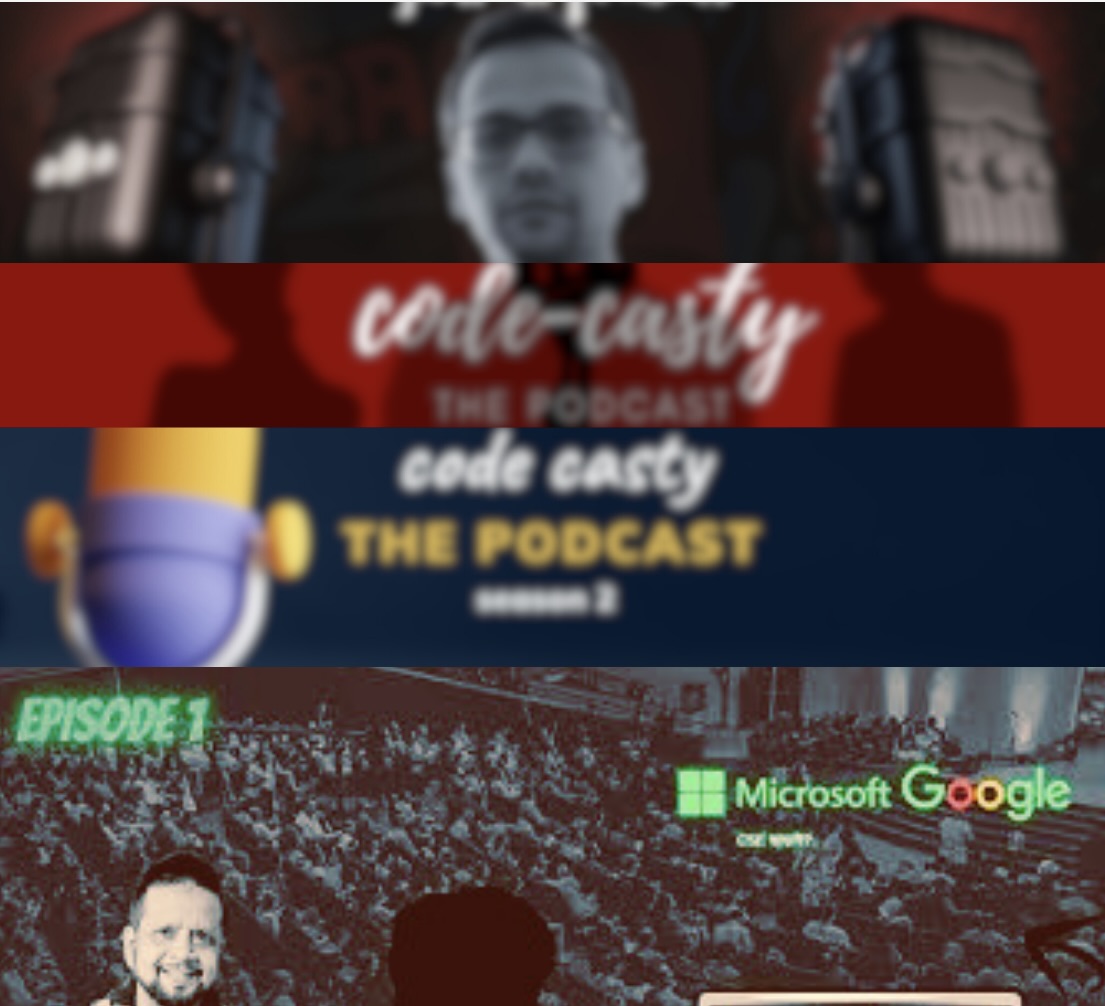 code-casty
THE PODCAST
code casty
THE PODCAST
season 2
EPISODE 1
Microsoft Google